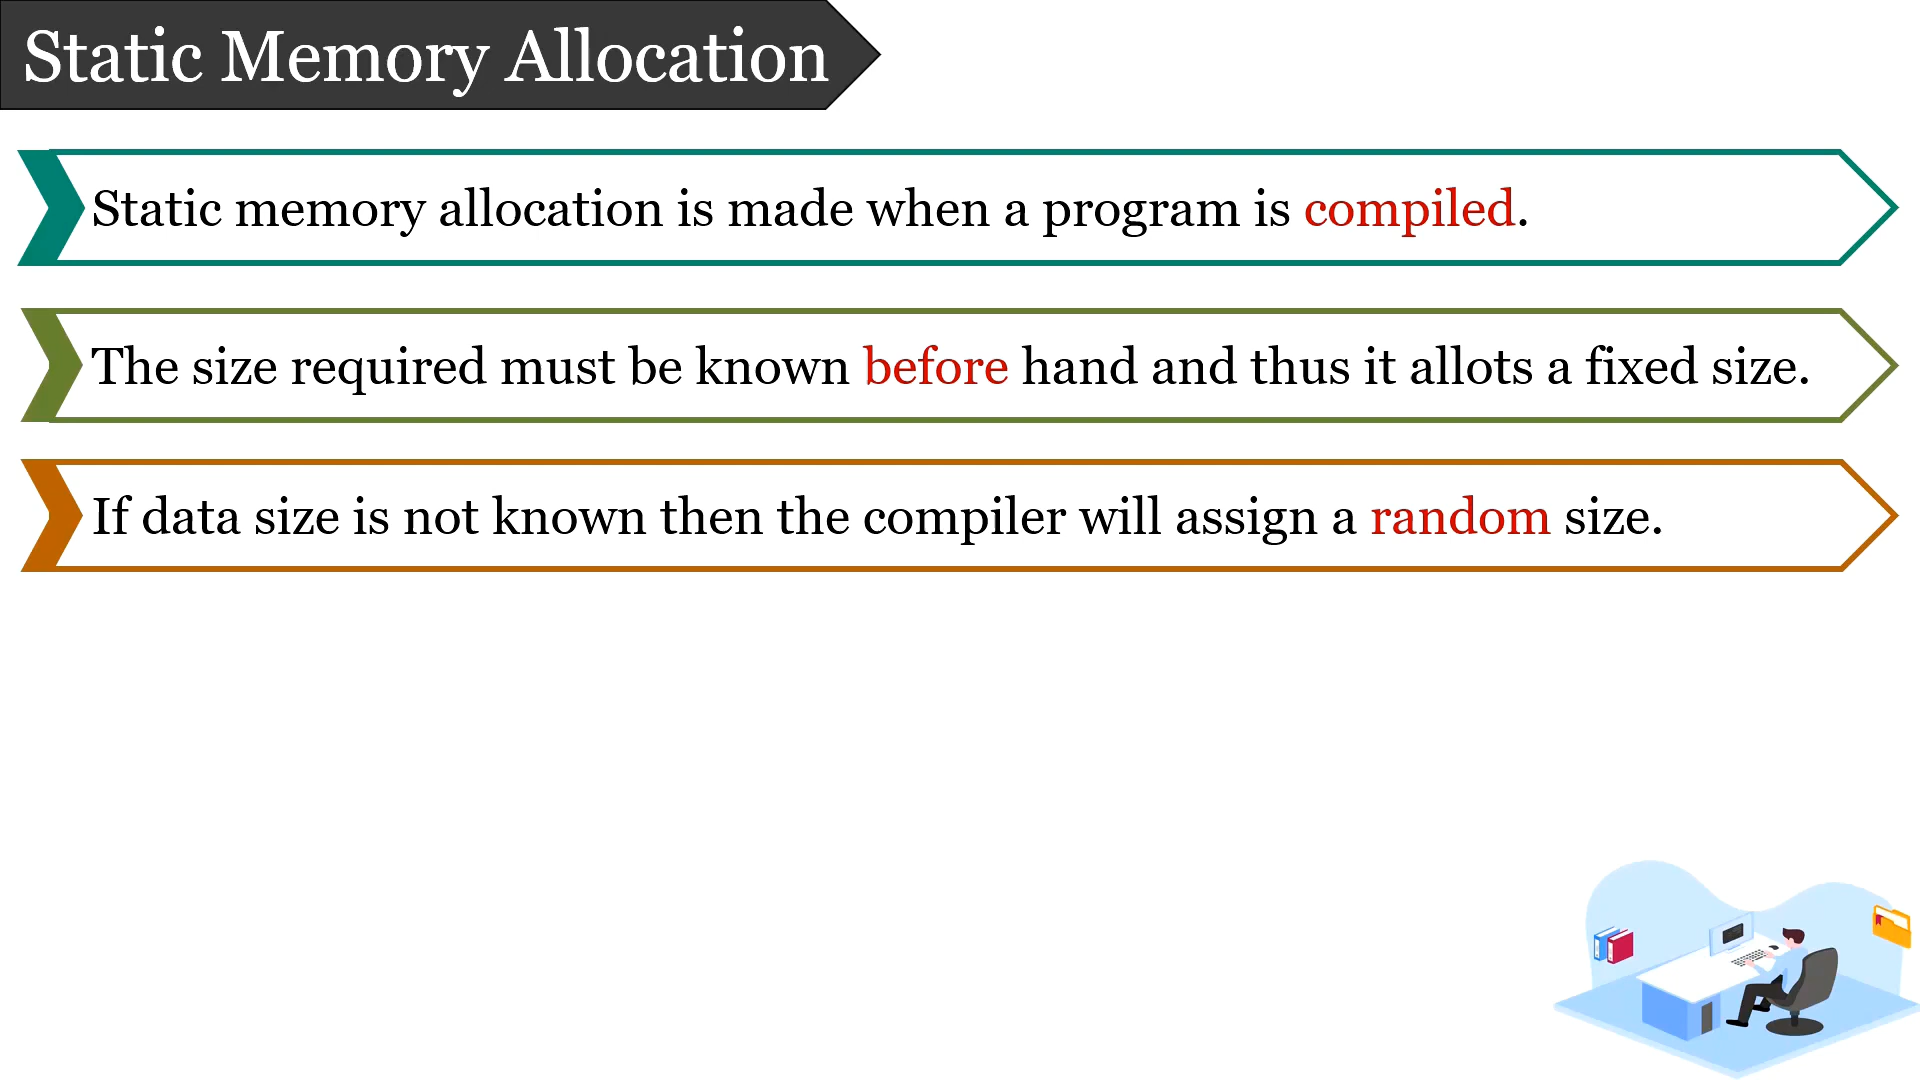 Static Memory Allocation
Static memory allocation is made when a program is compiled.
The size required must be known before hand and thus it allots a fixed size.
If data size is not known then the compiler will assign a random size.